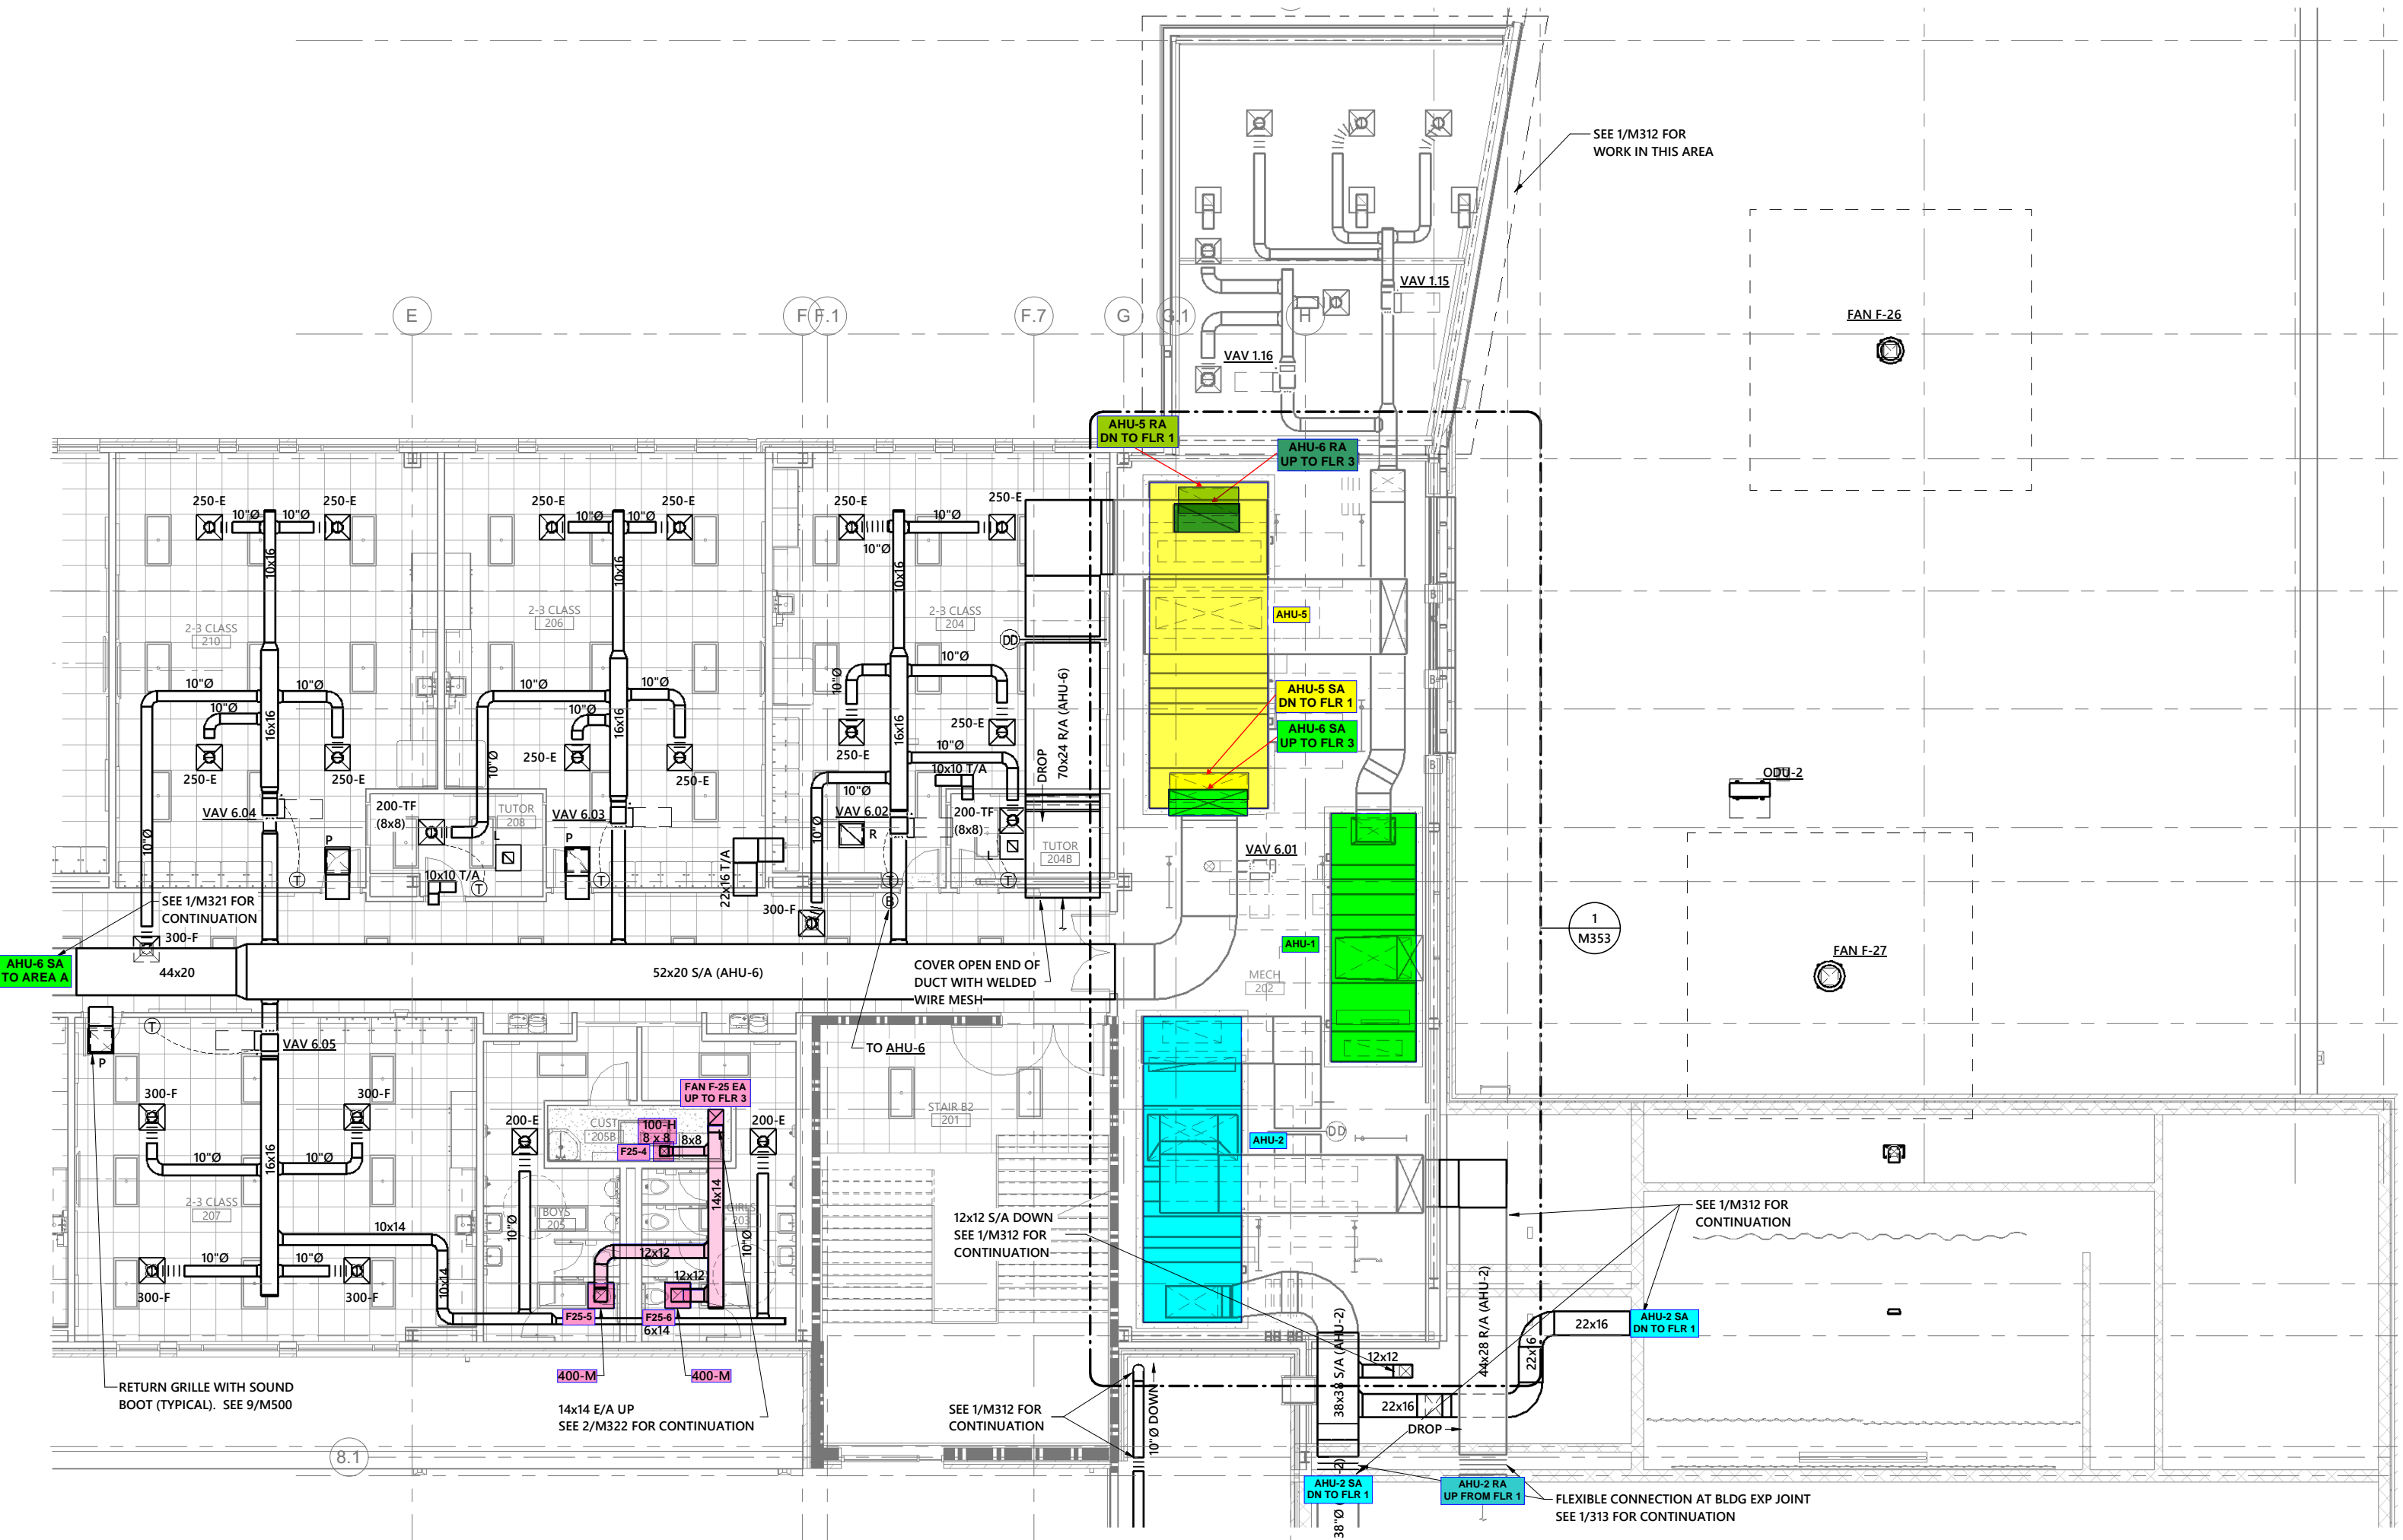 SEE 1/M312 FOR
WORK IN THIS AREA
VAV 1.15
VAV 1.16
FAN F-26
E
F
F.1
F.7
G
G.1
H
AHU-5 RA
DN TO FLR 1
AHU-6 RA
UP TO FLR 3
250-E
250-E
250-E
250-E
250-E
250-E
10"Ø
10"Ø
10"Ø
10"Ø
10"Ø
10"Ø
10x16
10x16
10x16
2-3 CLASS
210
2-3 CLASS
206
2-3 CLASS
204
DD
AHU-5
B
B
B
10"Ø
10"Ø
10"Ø
10"Ø
10"Ø
10"Ø
10"Ø
10"Ø
16x16
16x16
16x16
70x24 R/A (AHU-6)
DROP
AHU-5 SA
DN TO FLR 1
AHU-6 SA
UP TO FLR 3
250-E
250-E
250-E
250-E
250-E
250-E
10"Ø
10"Ø
10"Ø
10x10 T/A
ODU-2
VAV 6.04
200-TF
(8x8)
TUTOR
208
L
VAV 6.03
VAV 6.02
R
200-TF
(8x8)
L
TUTOR
204B
10"Ø
10"Ø
P
P
22x16 T/A
VAV 6.01
10x10 T/A
T
T
T
T
T
B
SEE 1/M321 FOR
CONTINUATION
300-F
300-F
1
M353
AHU-6 SA
TO AREA A
44x20
52x20 S/A (AHU-6)
COVER OPEN END OF
DUCT WITH WELDED
WIRE MESH
AHU-1
MECH
202
FAN F-27
T
P
VAV 6.05
TO AHU-6
300-F
300-F
FAN F-25 EA
UP TO FLR 3
200-E
CUST
205B
100-H
8 x 8
8x8
F25-4
200-E
STAIR B2
201
AHU-2
DD
10"Ø
10"Ø
16x16
2-3 CLASS
207
14x14
BOYS
205
GIRLS
203
10"Ø
10"Ø
10x14
12x12
12x12
12x12 S/A DOWN
SEE 1/M312 FOR
CONTINUATION
SEE 1/M312 FOR
CONTINUATION
10"Ø
10"Ø
10x14
300-F
300-F
F25-5
F25-6
6x14
44x28 R/A (AHU-2)
38x38 S/A (AHU-2)
22x16
AHU-2 SA
DN TO FLR 1
22x16
12x12
22x16
DROP
400-M
400-M
RETURN GRILLE WITH SOUND
BOOT (TYPICAL).  SEE 9/M500
14x14 E/A UP
SEE 2/M322 FOR CONTINUATION
SEE 1/M312 FOR
CONTINUATION
10"Ø DOWN
8.1
AHU-2 SA
DN TO FLR 1
AHU-2 RA
UP FROM FLR 1
38"Ø
FLEXIBLE CONNECTION AT BLDG EXP JOINT
SEE 1/313 FOR CONTINUATION